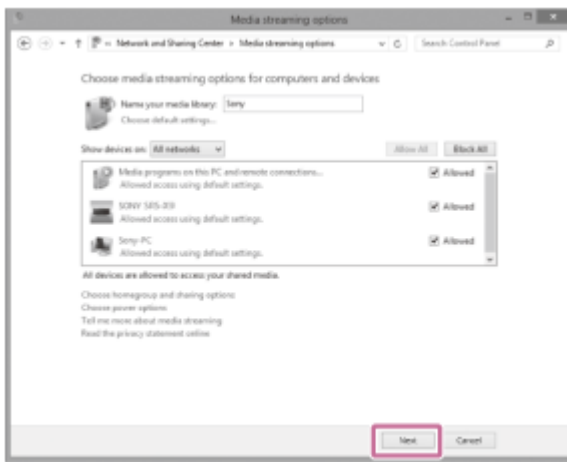 Media streaming options
Network and Sharing Center Media streaming options Search Control Panel
Choose media streaming options for computers and devices
Name your media library: Sony
Choose default settings...
Show devices on: All networks Allow All Block All
Media programs on this PC and remote connections... Allowed
Allowed access using default settings.
SONY SRS-X9 Allowed
Allowed access using default settings.
Sony-PC Allowed
Allowed access using default settings.
All devices are allowed to access your shared media.
Choose homegroup and sharing options
Choose power options
Tell me more about media streaming
Read the privacy statement online
Next Cancel